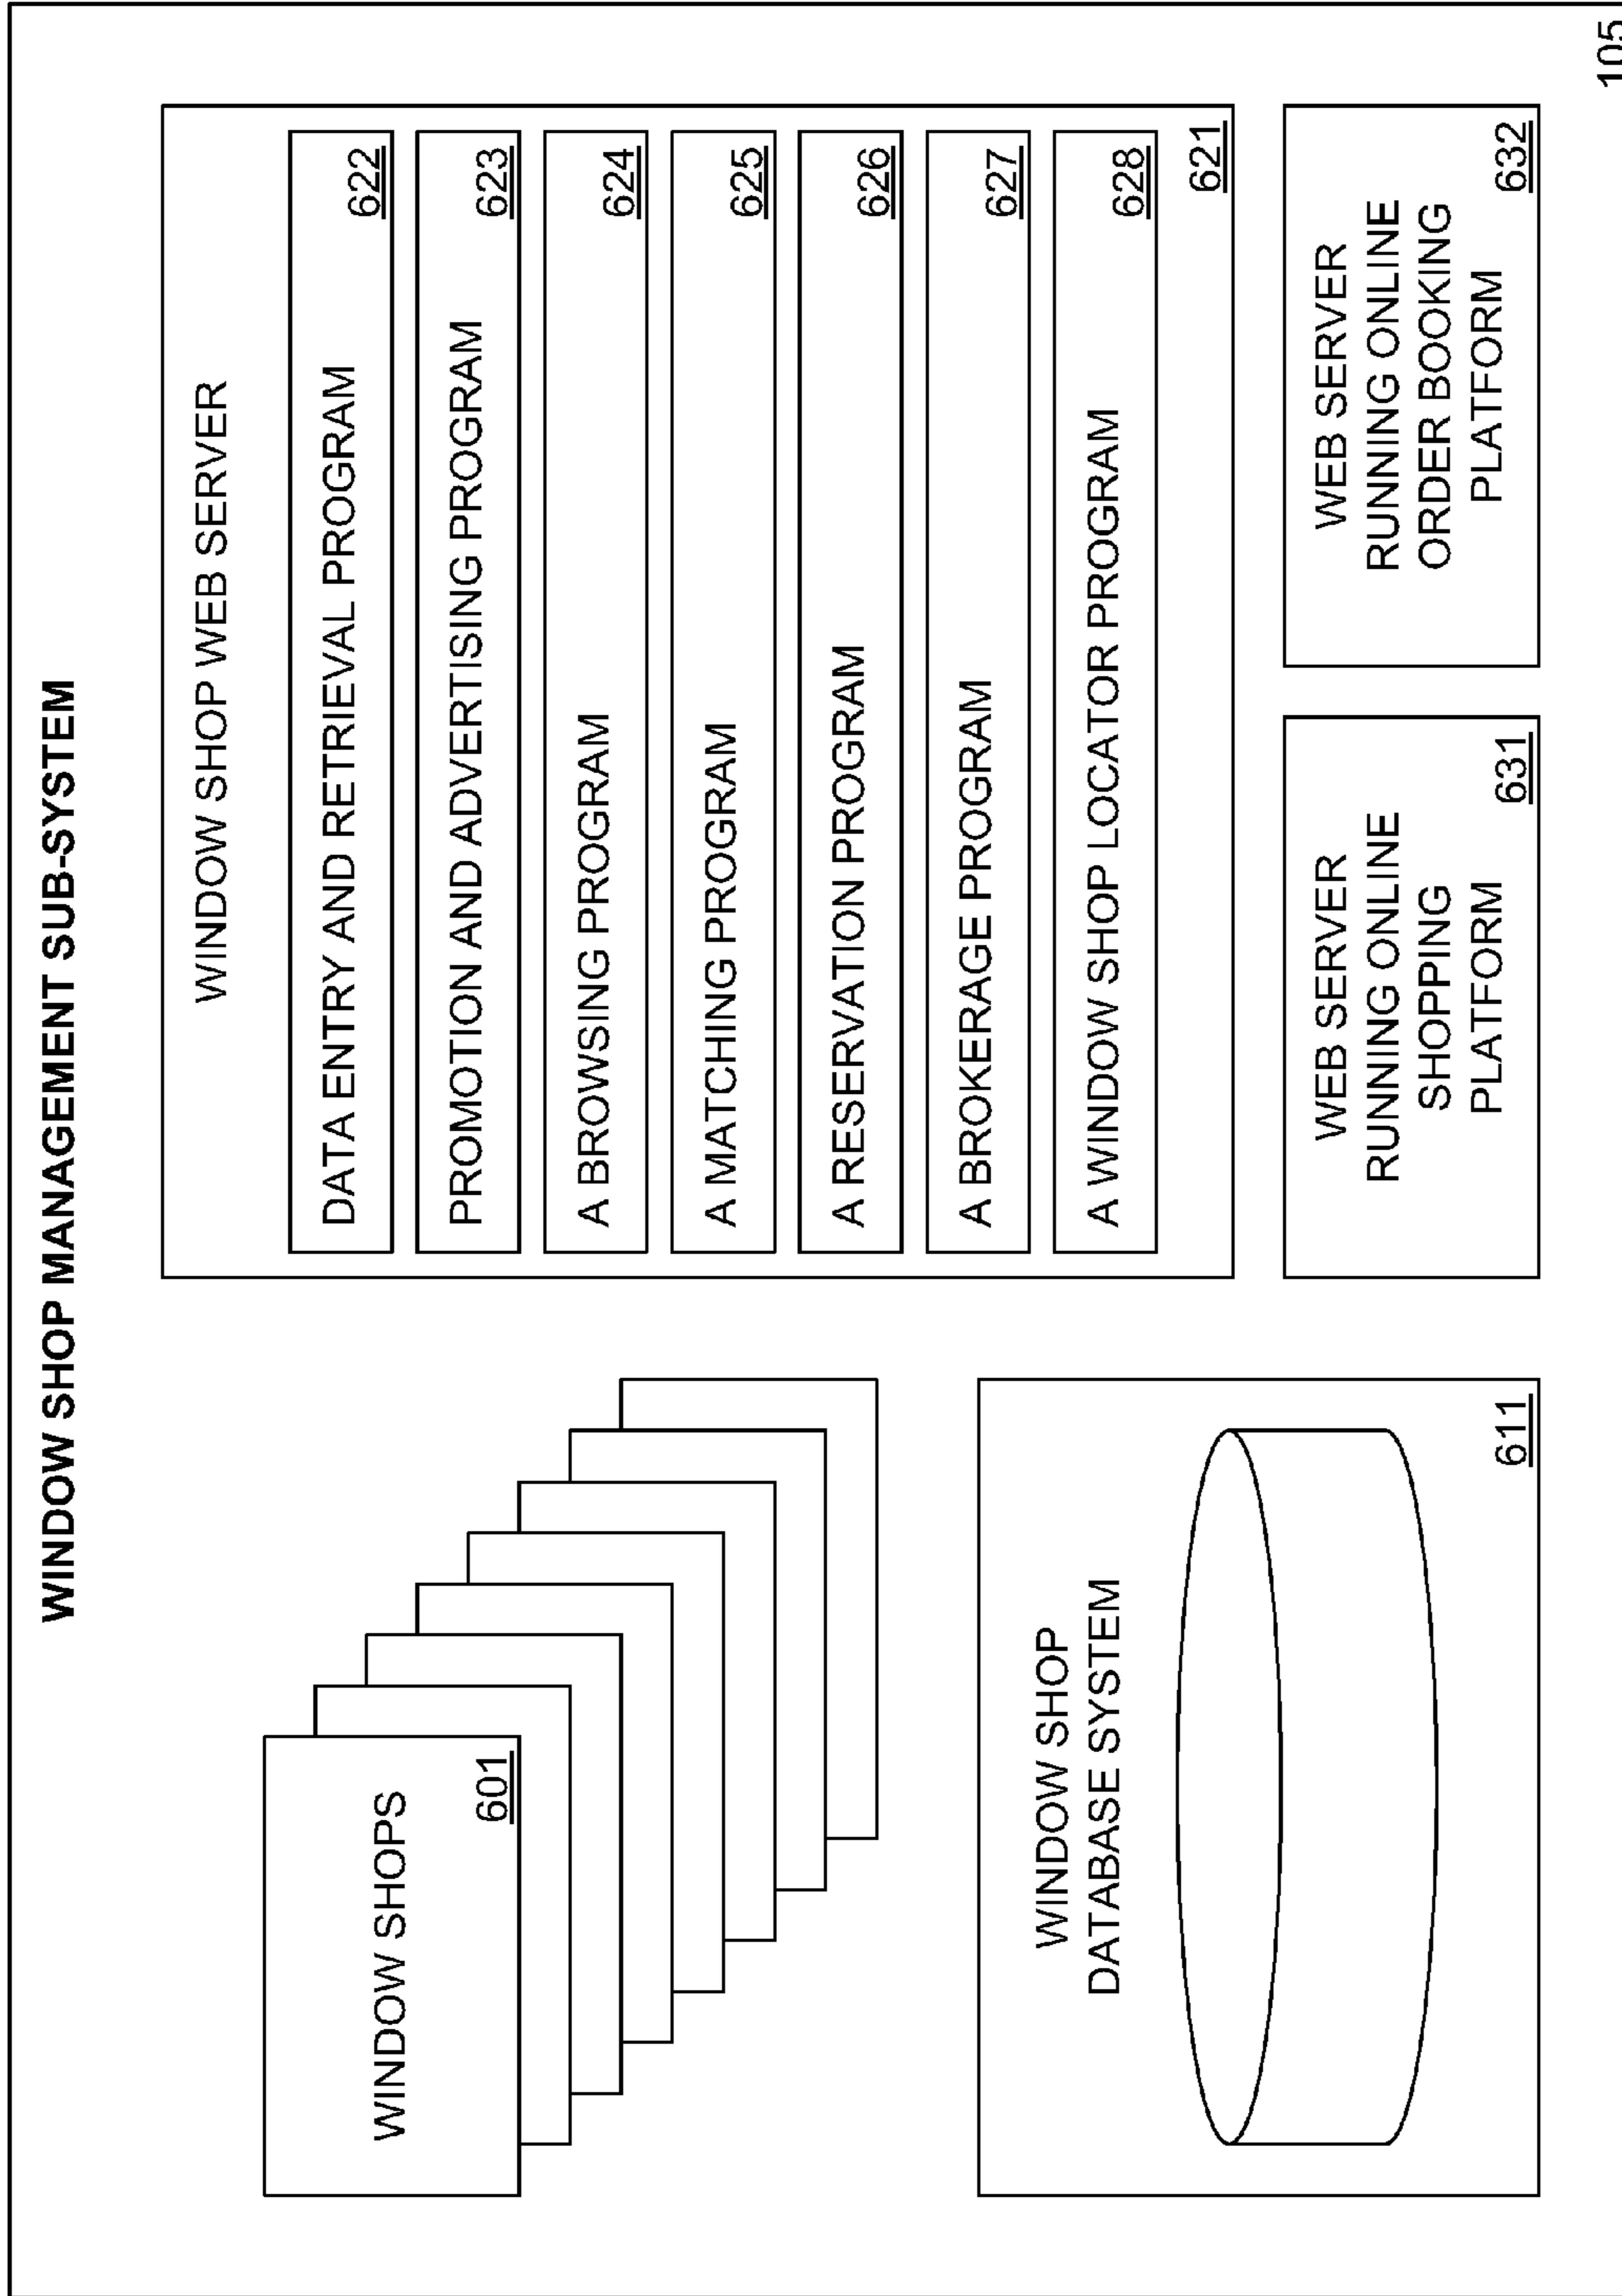 WINDOW SHOP MANAGEMENT SUB-SYSTEM
WINDOW SHOPS
601
WINDOW SHOP
DATABASE SYSTEM
611
WINDOW SHOP WEB SERVER
DATA ENTRY AND RETRIEVAL PROGRAM
622
PROMOTION AND ADVERTISING PROGRAM
623
A BROWSING PROGRAM
624
A MATCHING PROGRAM
625
A RESERVATION PROGRAM
626
A BROKERAGE PROGRAM
627
A WINDOW SHOP LOCATOR PROGRAM
628
621
WEB SERVER
RUNNING ONLINE
SHOPPING
PLATFORM
631
WEB SERVER
RUNNING ONLINE
ORDER BOOKING
PLATFORM
632
105